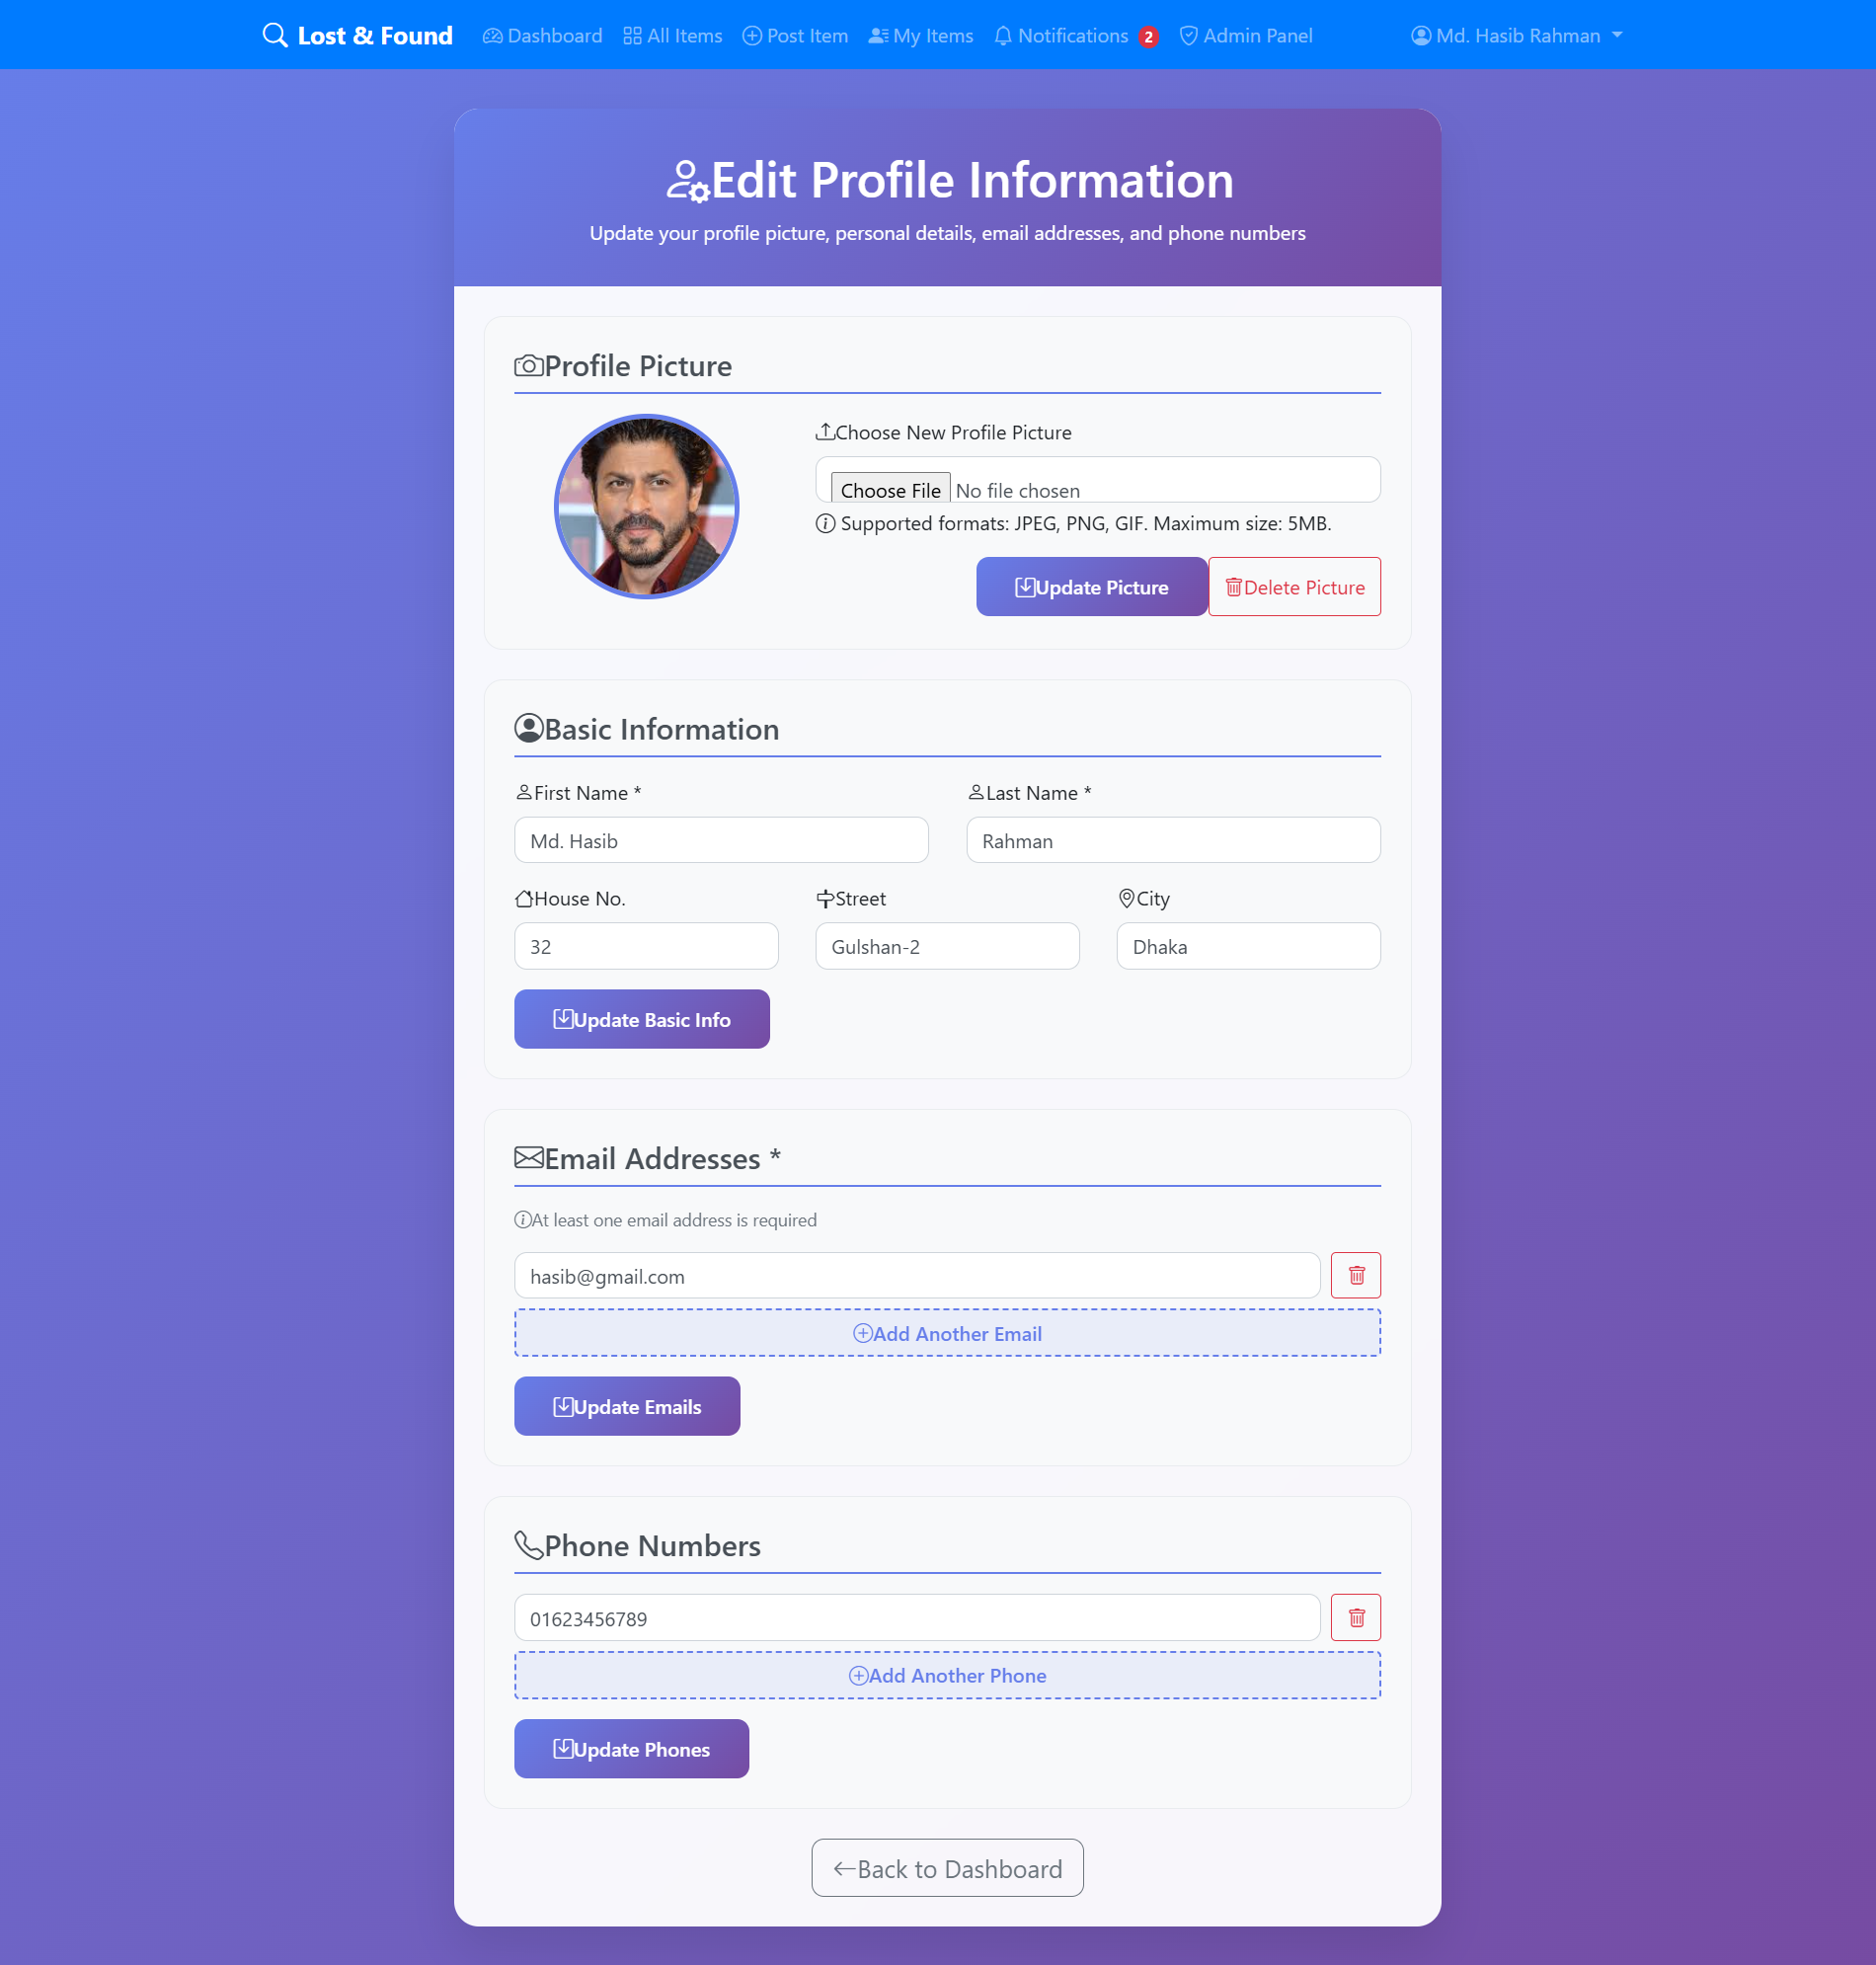 Lost & Found Dashboard All Items Post Item My Items Notifications 2 Admin Panel Md. Hasib Rahman
Edit Profile Information
Update your profile picture, personal details, email addresses, and phone numbers
Profile Picture
Choose New Profile Picture
Choose File No file chosen
Supported formats: JPEG, PNG, GIF. Maximum size: 5MB.
Update Picture Delete Picture
Basic Information
First Name * Last Name *
Md. Hasib Rahman
House No. Street City
32 Gulshan-2 Dhaka
Update Basic Info
Email Addresses *
At least one email address is required
hasib@gmail.com
Add Another Email
Update Emails
Phone Numbers
01623456789
Add Another Phone
Update Phones
Back to Dashboard